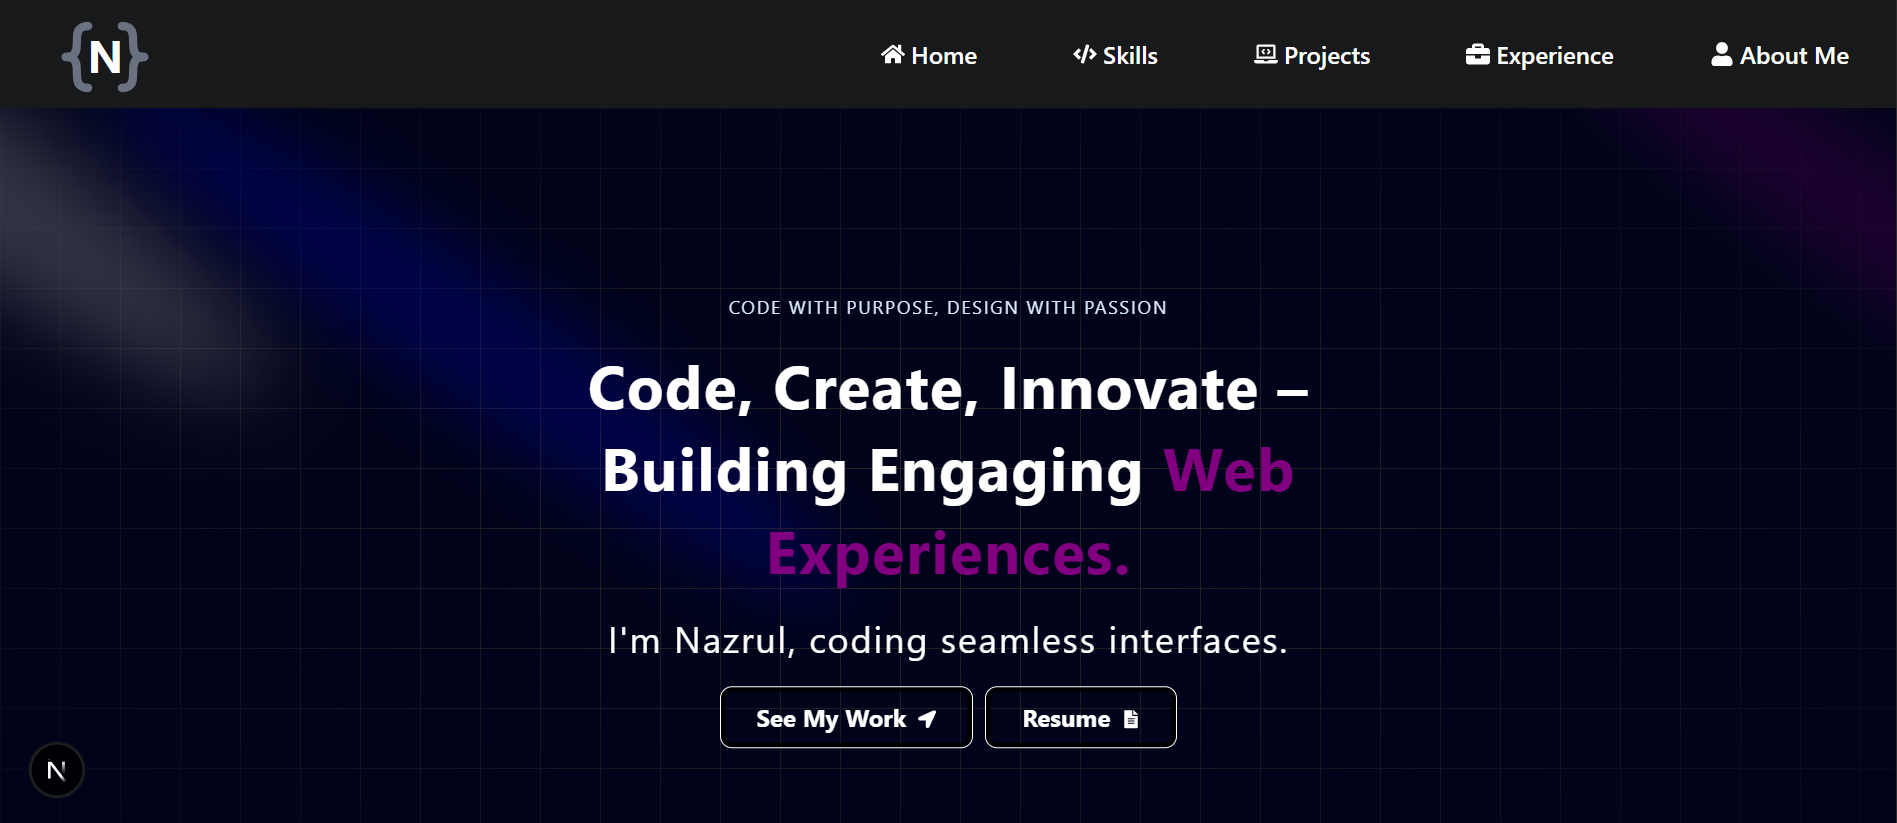 {N}
Home Skills Projects Experience About Me
CODE WITH PURPOSE, DESIGN WITH PASSION
Code, Create, Innovate –
Building Engaging Web
Experiences.
I'm Nazrul, coding seamless interfaces.
See My Work Resume
N